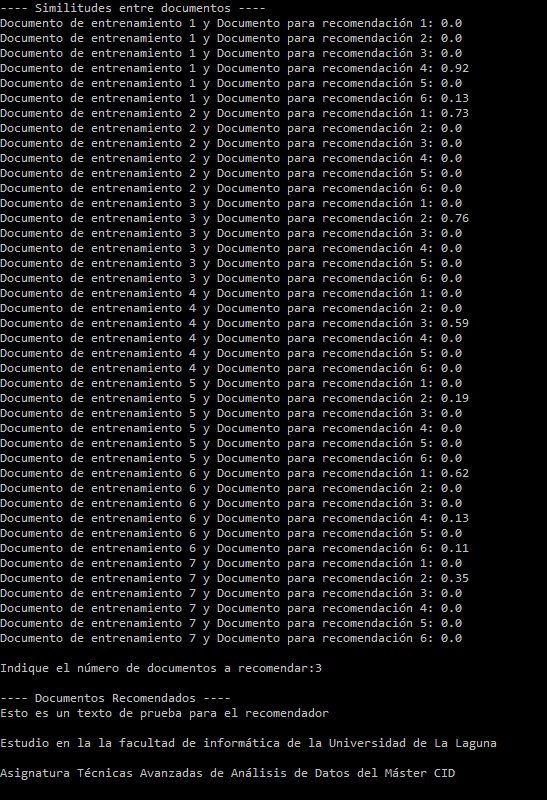 ---- Similitudes entre documentos ----
Documento de entrenamiento 1 y Documento para recomendación 1: 0.0
Documento de entrenamiento 1 y Documento para recomendación 2: 0.0
Documento de entrenamiento 1 y Documento para recomendación 3: 0.0
Documento de entrenamiento 1 y Documento para recomendación 4: 0.92
Documento de entrenamiento 1 y Documento para recomendación 5: 0.0
Documento de entrenamiento 1 y Documento para recomendación 6: 0.13
Documento de entrenamiento 2 y Documento para recomendación 1: 0.73
Documento de entrenamiento 2 y Documento para recomendación 2: 0.0
Documento de entrenamiento 2 y Documento para recomendación 3: 0.0
Documento de entrenamiento 2 y Documento para recomendación 4: 0.0
Documento de entrenamiento 2 y Documento para recomendación 5: 0.0
Documento de entrenamiento 2 y Documento para recomendación 6: 0.0
Documento de entrenamiento 3 y Documento para recomendación 1: 0.0
Documento de entrenamiento 3 y Documento para recomendación 2: 0.76
Documento de entrenamiento 3 y Documento para recomendación 3: 0.0
Documento de entrenamiento 3 y Documento para recomendación 4: 0.0
Documento de entrenamiento 3 y Documento para recomendación 5: 0.0
Documento de entrenamiento 3 y Documento para recomendación 6: 0.0
Documento de entrenamiento 4 y Documento para recomendación 1: 0.0
Documento de entrenamiento 4 y Documento para recomendación 2: 0.0
Documento de entrenamiento 4 y Documento para recomendación 3: 0.59
Documento de entrenamiento 4 y Documento para recomendación 4: 0.0
Documento de entrenamiento 4 y Documento para recomendación 5: 0.0
Documento de entrenamiento 4 y Documento para recomendación 6: 0.0
Documento de entrenamiento 5 y Documento para recomendación 1: 0.0
Documento de entrenamiento 5 y Documento para recomendación 2: 0.19
Documento de entrenamiento 5 y Documento para recomendación 3: 0.0
Documento de entrenamiento 5 y Documento para recomendación 4: 0.0
Documento de entrenamiento 5 y Documento para recomendación 5: 0.0
Documento de entrenamiento 5 y Documento para recomendación 6: 0.0
Documento de entrenamiento 6 y Documento para recomendación 1: 0.62
Documento de entrenamiento 6 y Documento para recomendación 2: 0.0
Documento de entrenamiento 6 y Documento para recomendación 3: 0.0
Documento de entrenamiento 6 y Documento para recomendación 4: 0.13
Documento de entrenamiento 6 y Documento para recomendación 5: 0.0
Documento de entrenamiento 6 y Documento para recomendación 6: 0.11
Documento de entrenamiento 7 y Documento para recomendación 1: 0.0
Documento de entrenamiento 7 y Documento para recomendación 2: 0.35
Documento de entrenamiento 7 y Documento para recomendación 3: 0.0
Documento de entrenamiento 7 y Documento para recomendación 4: 0.0
Documento de entrenamiento 7 y Documento para recomendación 5: 0.0
Documento de entrenamiento 7 y Documento para recomendación 6: 0.0
Indique el número de documentos a recomendar:3
---- Documentos Recomendados ----
Esto es un texto de prueba para el recomendador
Estudio en la la facultad de informática de la Universidad de La Laguna
Asignatura Técnicas Avanzadas de Análisis de Datos del Máster CID